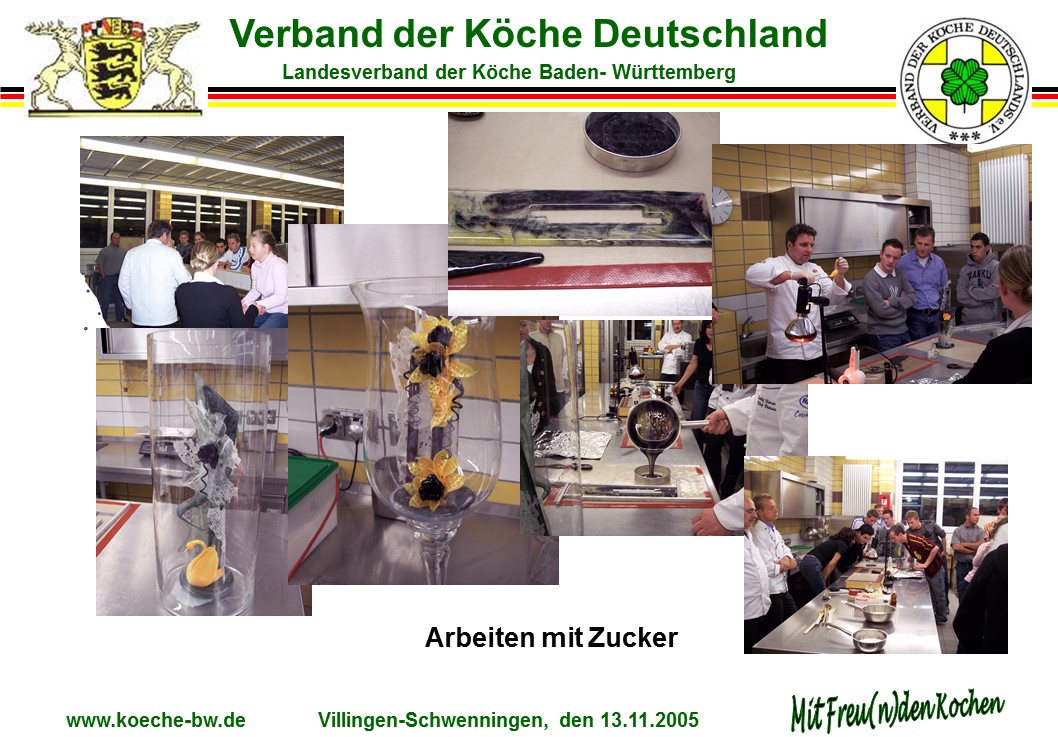 Verband der Köche Deutschland
Landesverband der Köche Baden- Württemberg
VERBAND DER KÖCHE DEUTSCHLANDS e.V.
Arbeiten mit Zucker
www.koeche-bw.de
Villingen-Schwenningen, den 13.11.2005
Mit Freu(n)den Kochen